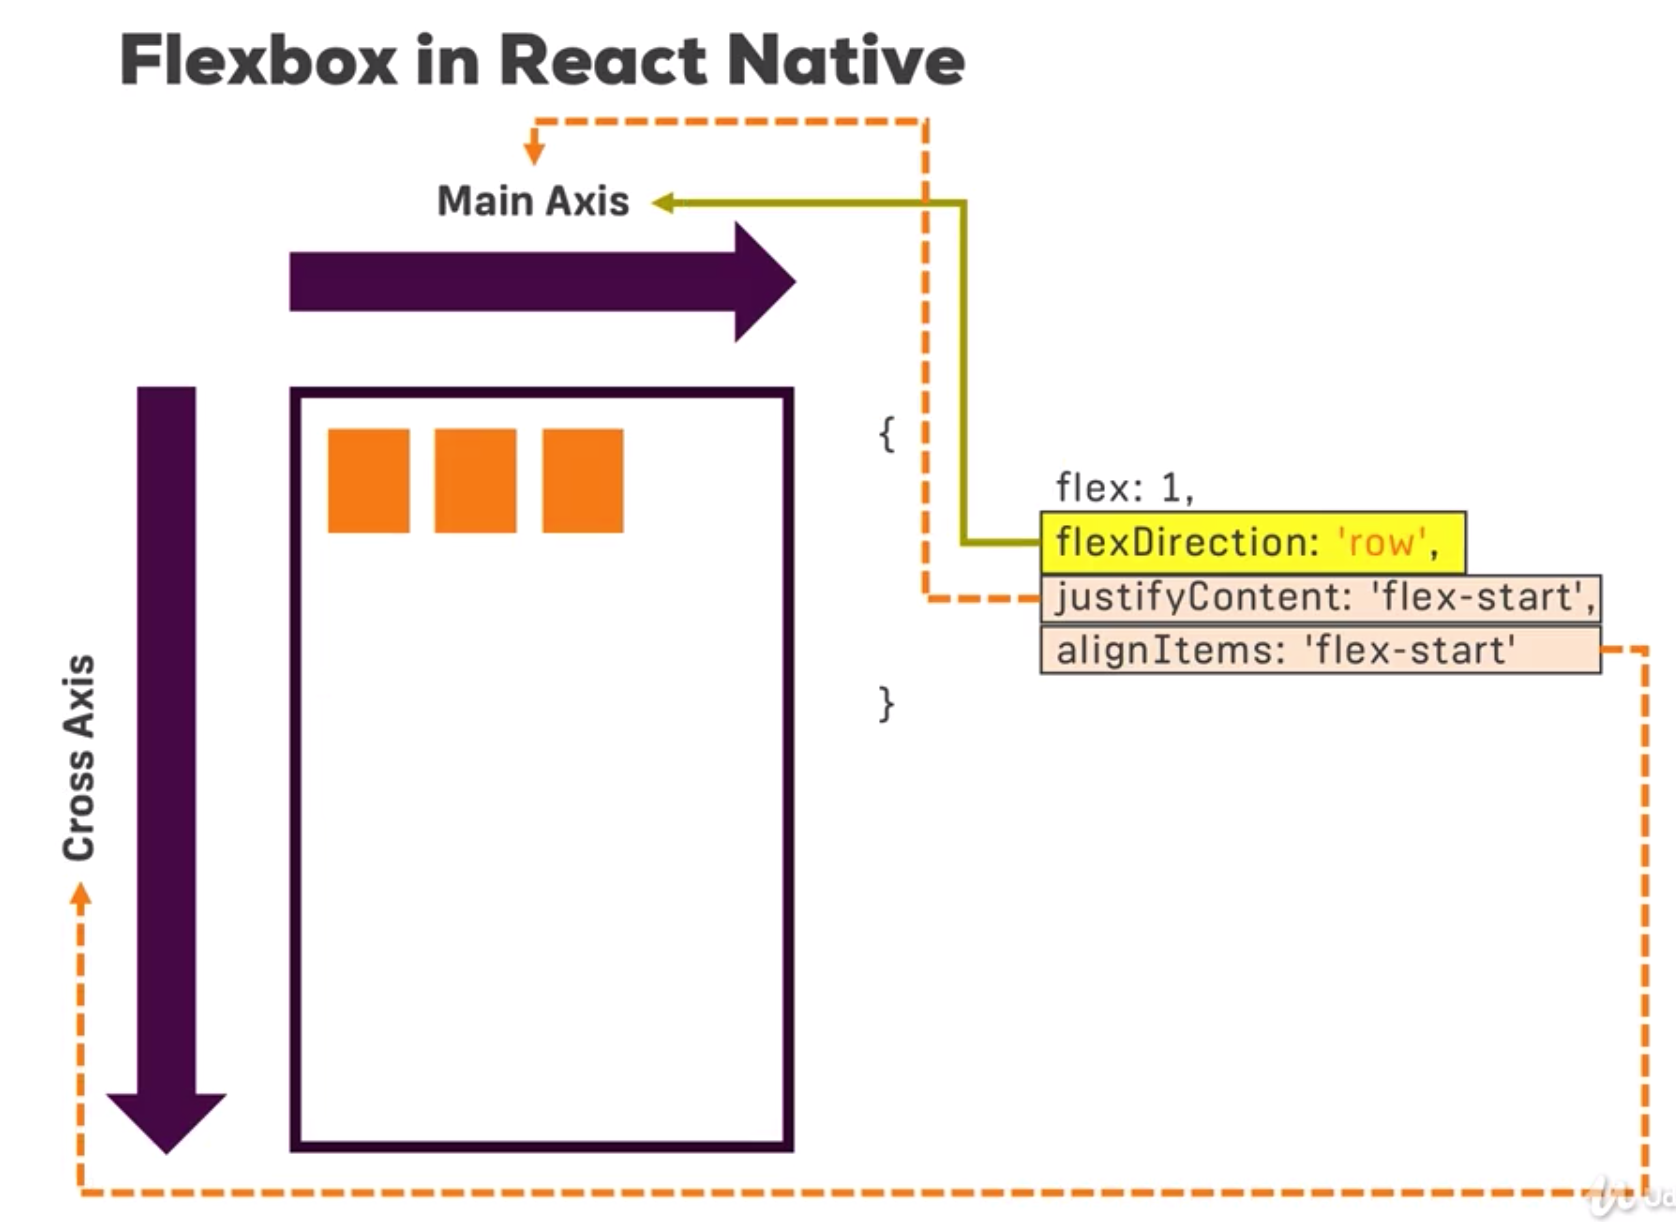 Flexbox in React Native
Main Axis
{
flex: 1,
flexDirection: 'row',
justifyContent: 'flex-start',
alignItems: 'flex-start'
}
Cross Axis